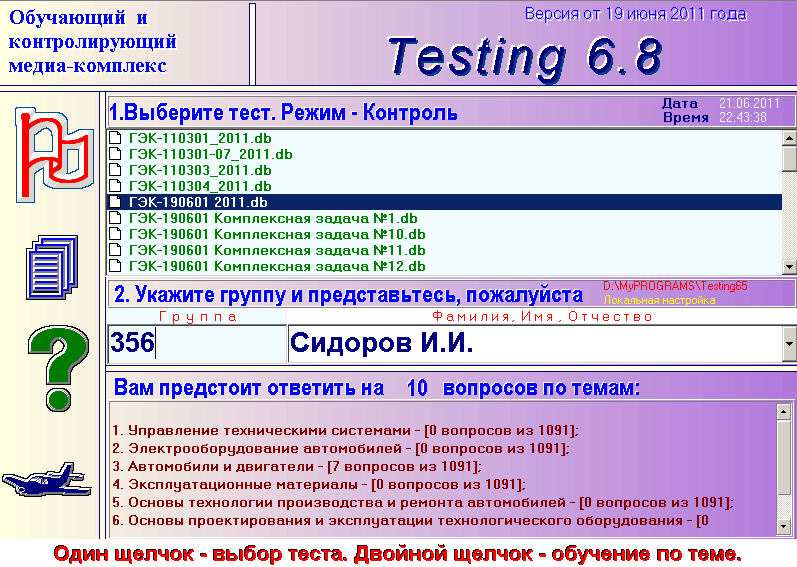 Обучающий и
контролирующий
медиа-комплекс
Версия от 19 июня 2011 года
Testing 6.8
1.Выберите тест. Режим - Контроль
Дата 21.06.2011
Время 22:43:38
ГЭК-110301_2011.db
ГЭК-110301-07_2011.db
ГЭК-110303_2011.db
ГЭК-110304_2011.db
ГЭК-190601 2011.db
ГЭК-190601 Комплексная задача №1.db
ГЭК-190601 Комплексная задача №10.db
ГЭК-190601 Комплексная задача №11.db
ГЭК-190601 Комплексная задача №12.db
2. Укажите группу и представьтесь, пожалуйста
D:\MyPROGRAMS\Testing65
Локальная настройка
Группа Фамилия, Имя, Отчество
356 Сидоров И.И.
Вам предстоит ответить на 10 вопросов по темам:
1. Управление техническими системами - [0 вопросов из 1091];
2. Электрооборудование автомобилей - [0 вопросов из 1091];
3. Автомобили и двигатели - [7 вопросов из 1091];
4. Эксплуатационные материалы - [0 вопросов из 1091];
5. Основы технологии производства и ремонта автомобилей - [0 вопросов из 1091];
6. Основы проектирования и эксплуатации технологического оборудования - [0
Один щелчок - выбор теста. Двойной щелчок - обучение по теме.